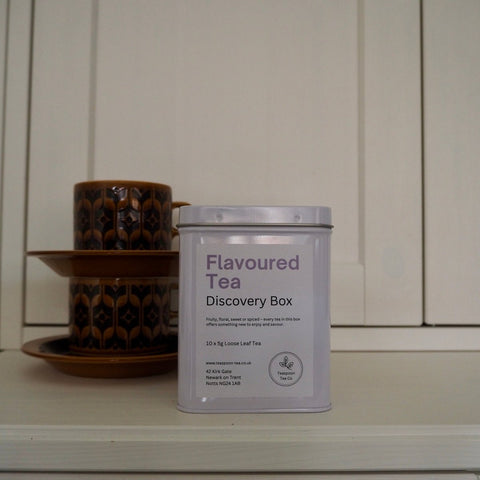 Flavoured
Tea
Discovery Box
Fruity, floral, sweet or spiced – every tea in this box
offers something new to enjoy and savour.
10 x 5g Loose Leaf Tea
www.teaspoon-tea.co.uk
42 Kirk Gate
Newark on Trent
Notts NG24 1AB
Teaspoon
Tea Co.